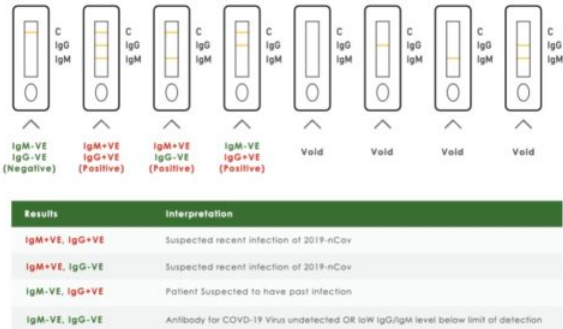 C
IgG
IgM
C
IgG
IgM
C
IgG
IgM
C
IgG
IgM
C
IgG
IgM
C
IgG
IgM
C
IgG
IgM
C
IgG
IgM
IgM-VE
IgG-VE
(Negative)
IgM+VE
IgG+VE
(Positive)
IgM+VE
IgG-VE
(Positive)
IgM-VE
IgG+VE
(Positive)
Void
Void
Void
Void
Results Interpretation
IgM+VE, IgG+VE Suspected recent infection of 2019-nCov
IgM+VE, IgG-VE Suspected recent infection of 2019-nCov
IgM-VE, IgG+VE Patient Suspected to have past infection
IgM-VE, IgG-VE Antibody for COVD-19 Virus undetected OR loW IgG/IgM level below limit of detection